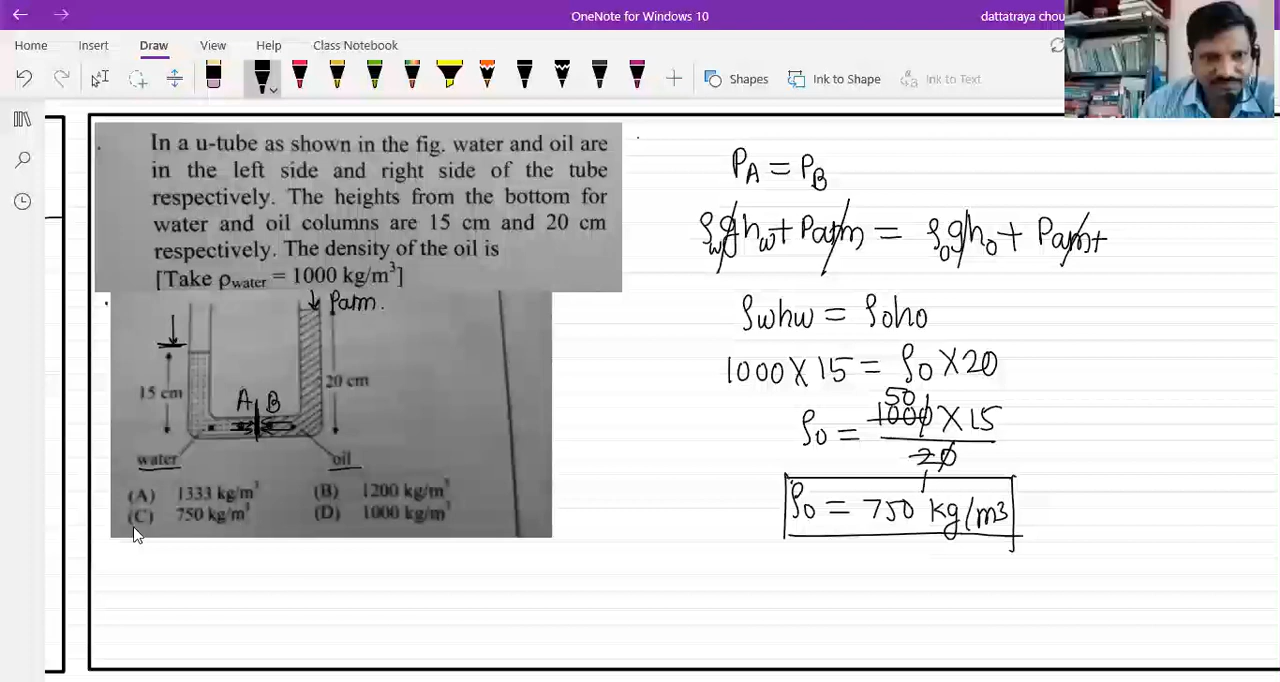 OneNote for Windows 10
dattatraya chou
Home Insert Draw View Help Class Notebook
Shapes Ink to Shape Ink to Text
In a u-tube as shown in the fig. water and oil are
in the left side and right side of the tube
respectively. The heights from the bottom for
water and oil columns are 15 cm and 20 cm
respectively. The density of the oil is
[Take ρwater = 1000 kg/m³]
Patm.
15 cm
A B
20 cm
water
oil
(A) 1333 kg/m³ (B) 1200 kg/m³
(C) 750 kg/m³ (D) 1000 kg/m³
PA = PB
ρwghw + Patm = ρogho + Patm
ρwhw = ρoho
1000 × 15 = ρo × 20
50
ρo = 1000 × 15
20
1
ρo = 750 kg/m³